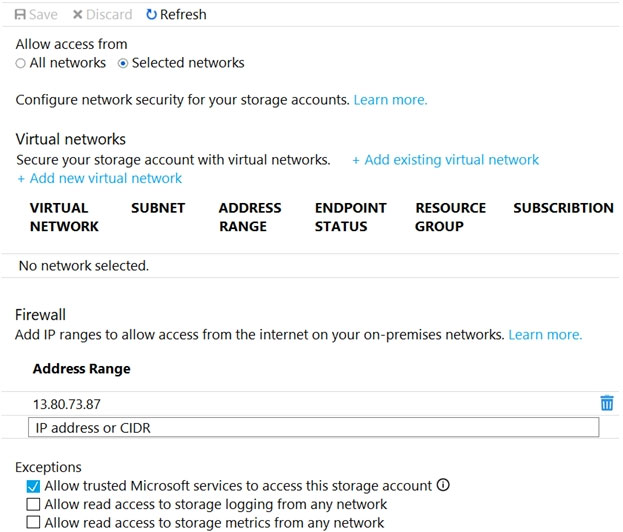 Save Discard Refresh
Allow access from
All networks Selected networks
Configure network security for your storage accounts. Learn more.
Virtual networks
Secure your storage account with virtual networks. + Add existing virtual network
+ Add new virtual network
VIRTUAL NETWORK SUBNET ADDRESS RANGE ENDPOINT STATUS RESOURCE GROUP SUBSCRIBTION
No network selected.
Firewall
Add IP ranges to allow access from the internet on your on-premises networks. Learn more.
Address Range
13.80.73.87
IP address or CIDR
Exceptions
Allow trusted Microsoft services to access this storage account
Allow read access to storage logging from any network
Allow read access to storage metrics from any network